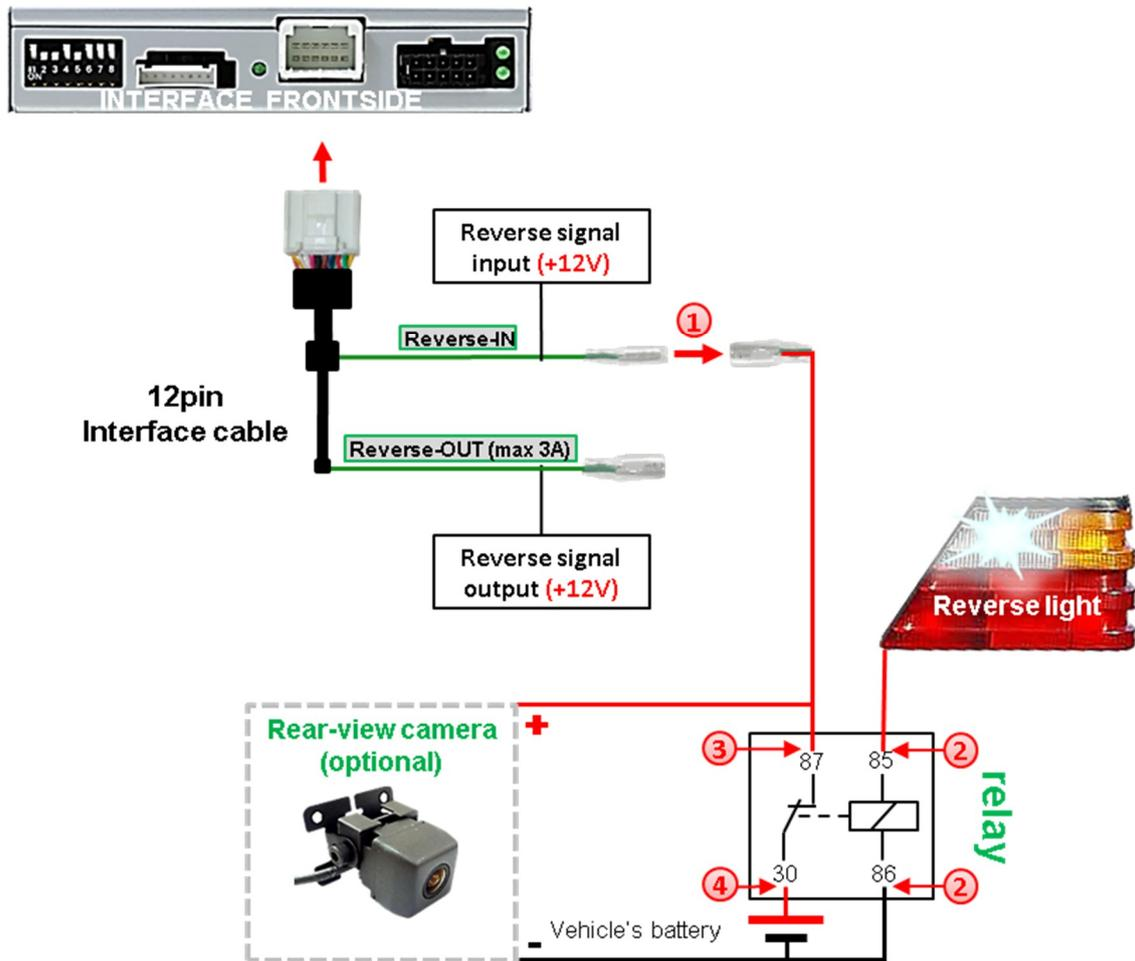 1 2 3 4 5 6 7 8
ON
INTERFACE FRONTSIDE
Reverse signal
input (+12V)
1
Reverse-IN
12pin
Interface cable
Reverse-OUT (max 3A)
Reverse signal
output (+12V)
Reverse light
Rear-view camera
(optional)
+
3
87
85
2
relay
4
30
86
2
- Vehicle's battery